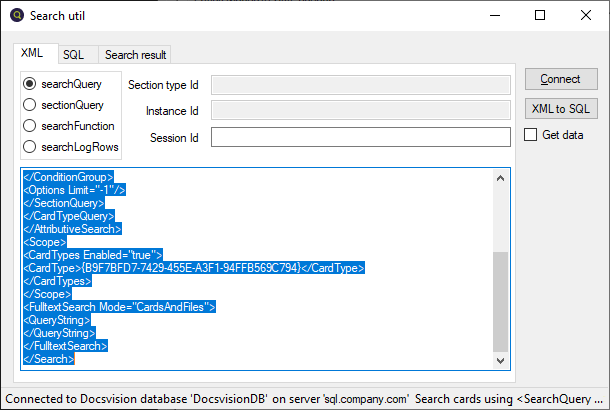 Search util
XML
SQL
Search result
searchQuery
sectionQuery
searchFunction
searchLogRows
Section type Id
Instance Id
Session Id
Connect
XML to SQL
Get data
</ConditionGroup>
<Options Limit="-1"/>
</SectionQuery>
</CardTypeQuery>
</AttributiveSearch>
<Scope>
<CardTypes Enabled="true">
<CardType>{B9F7BFD7-7429-455E-A3F1-94FFB569C794}</CardType>
</CardTypes>
</Scope>
<FulltextSearch Mode="CardsAndFiles">
<QueryString>
</QueryString>
</FulltextSearch>
</Search>
Connected to Docsvision database 'DocsvisionDB' on server 'sql.company.com' Search cards using <SearchQuery ...